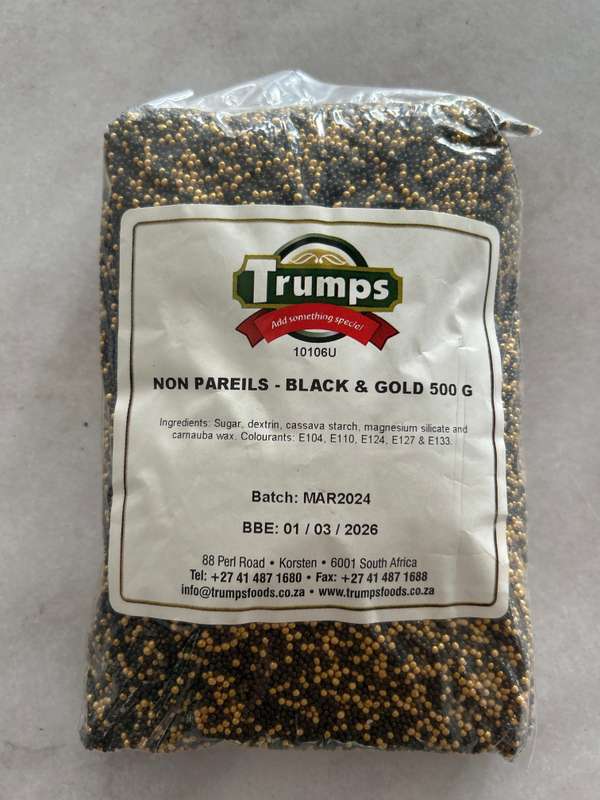 Trumps
Add something special
10106U
NON PAREILS - BLACK & GOLD 500 G
Ingredients: Sugar, dextrin, cassava starch, magnesium silicate and
carnauba wax. Colourants: E104, E110, E124, E127 & E133.
Batch: MAR2024
BBE: 01 / 03 / 2026
88 Perl Road • Korsten • 6001 South Africa
Tel: +27 41 487 1680 • Fax: +27 41 487 1688
info@trumpsfoods.co.za • www.trumpsfoods.co.za